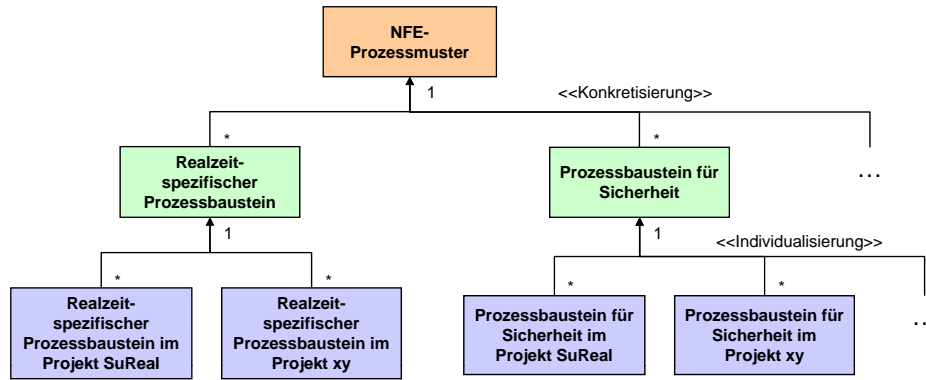 NFE-
Prozessmuster
1
<<Konkretisierung>>
*
*
Realzeit-
spezifischer
Prozessbaustein
Prozessbaustein für
Sicherheit
...
1
1
<<Individualisierung>>
*
*
*
*
Realzeit-
spezifischer
Prozessbaustein im
Projekt SuReal
Realzeit-
spezifischer
Prozessbaustein im
Projekt xy
Prozessbaustein für
Sicherheit im
Projekt SuReal
Prozessbaustein für
Sicherheit im
Projekt xy
..